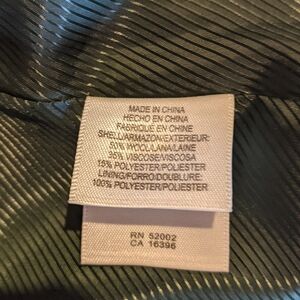 MADE IN CHINA
HECHO EN CHINA
FABRIQUE EN CHINE
SHELL/ARMAZON/EXTERIEUR:
50% WOOL/LANA/LAINE
35% VISCOSE/VISCOSA
15% POLYESTER/POLIESTER
LINING/FORRO/DOUBLURE:
100% POLYESTER/POLIESTER
RN 52002
CA 16396